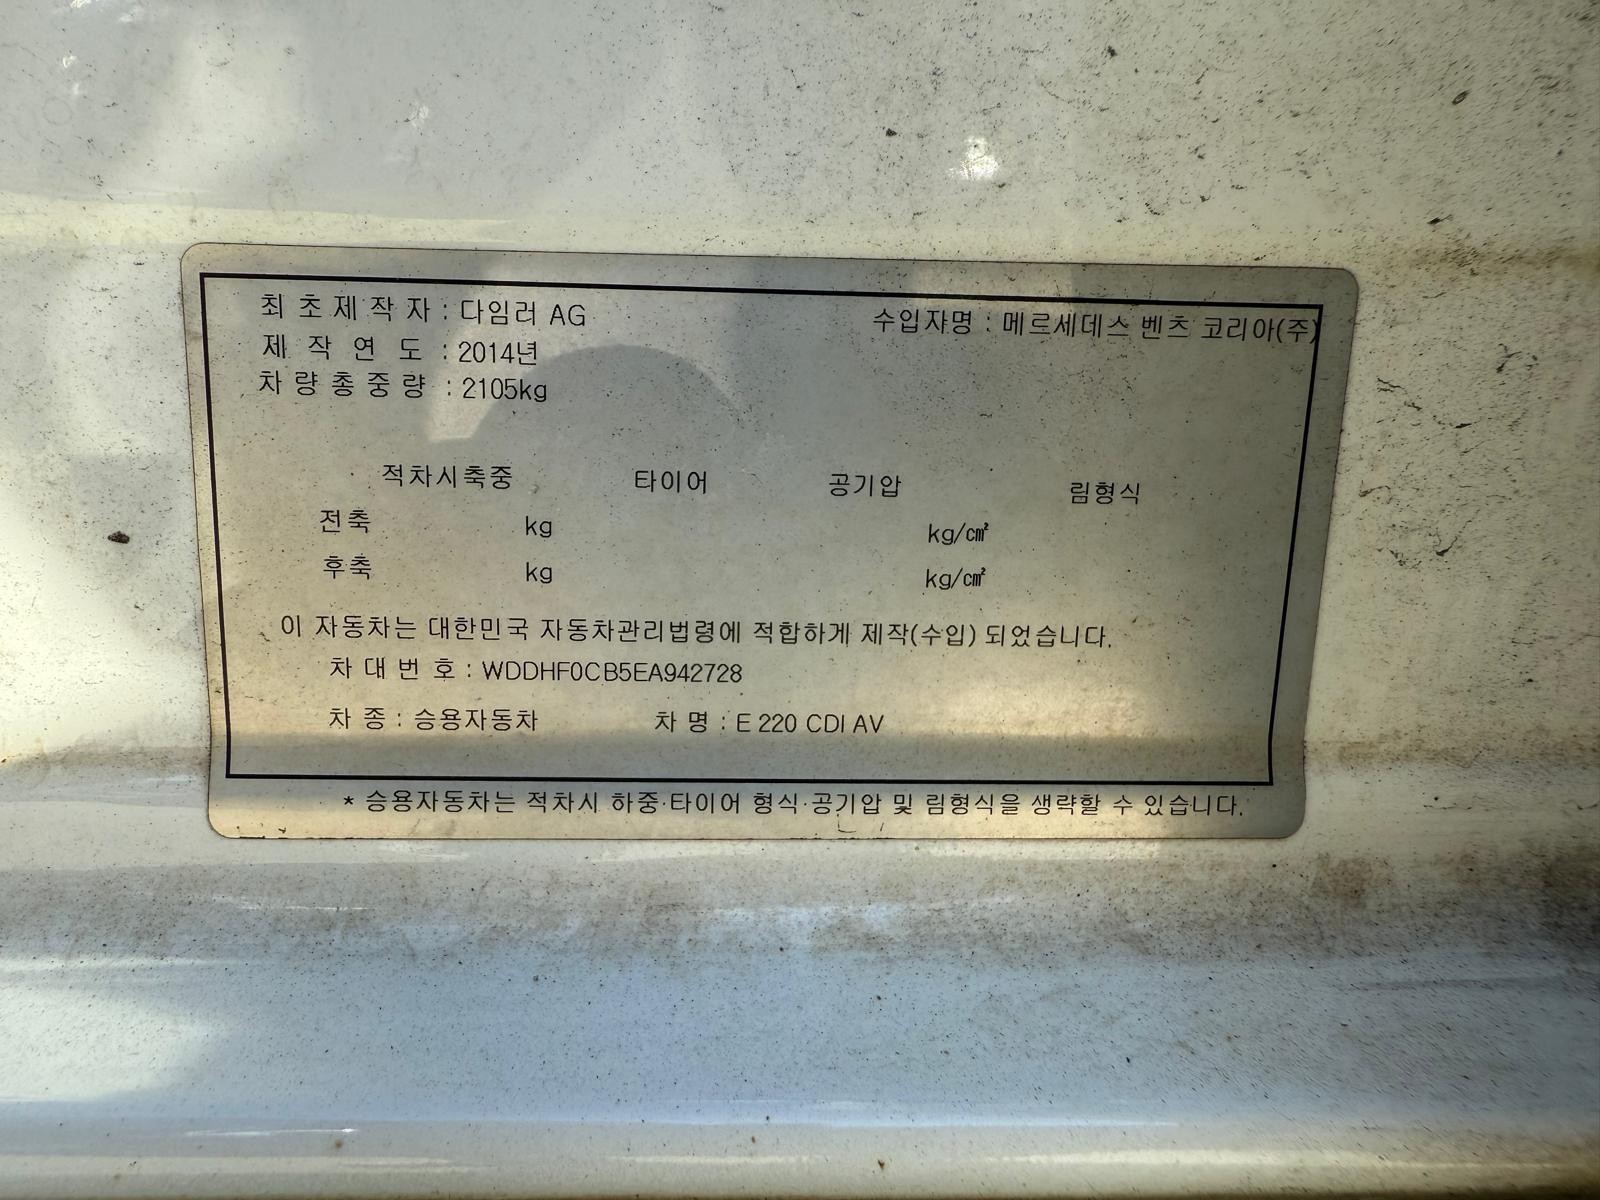 최초제작자 : 다임러 AG 수입자명 : 메르세데스 벤츠 코리아(주)
제작연도 : 2014년
차량총중량 : 2105kg
적차시축중 타이어 공기압 림형식
전축 kg kg/㎠
후축 kg kg/㎠
이 자동차는 대한민국 자동차관리법령에 적합하게 제작(수입) 되었습니다.
차대번호 : WDDHF0CB5EA942728
차종 : 승용자동차 차명 : E 220 CDI AV
* 승용자동차는 적차시 하중·타이어 형식·공기압 및 림형식을 생략할 수 있습니다.